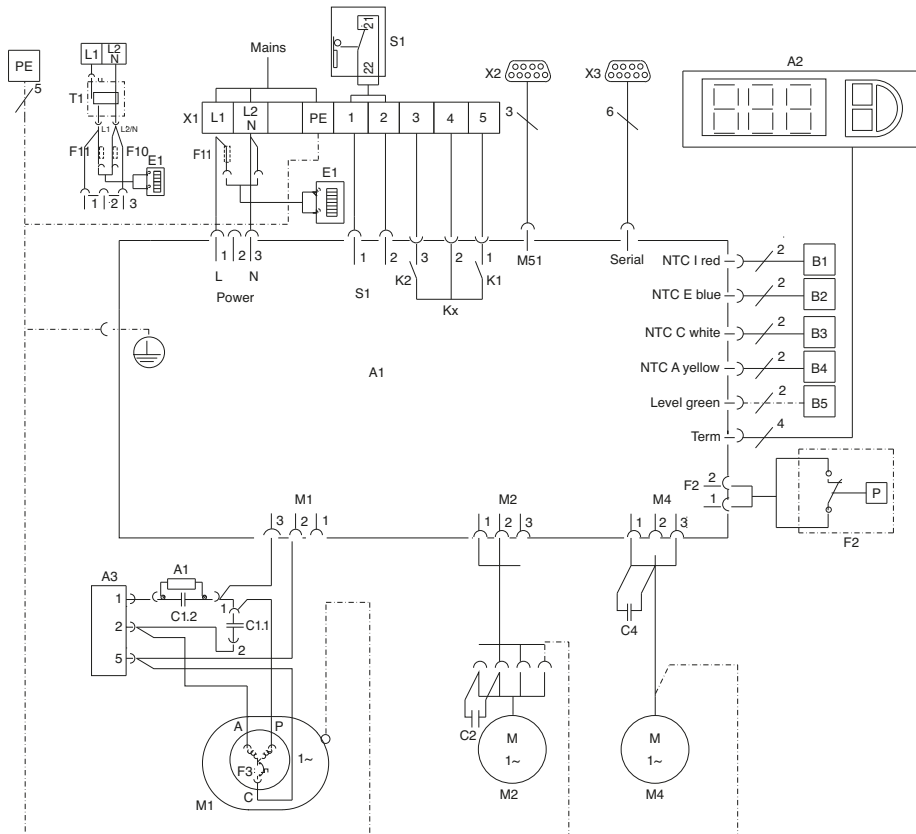 Mains
L1 L2
N
PE
5
T1
L1 L2/N
F11 F10
E1
1 2 3
21
22
S1
X1 L1 L2
N
PE 1 2 3 4 5
F11
E1
X2
3
X3
6
A2
1 2 3
L N
Power
1 2
S1
3 2 1
K2 K1
Kx
M51
Serial
NTC I red 2 B1
NTC E blue 2 B2
NTC C white 2 B3
NTC A yellow 2 B4
Level green 2 B5
Term 4
A1
F2 2
1
P
F2
M1
3 2 1
M2
1 2 3
M4
1 2 3
A3
1
2
5
A1
C1.2
1
C1.1
2
A P
F3
C
1~
M1
C2
M
1~
M2
C4
M
1~
M4